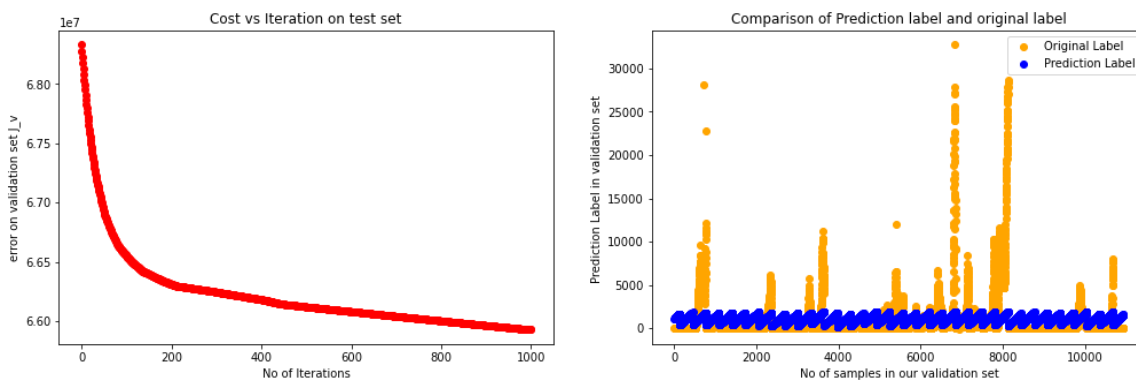 Cost vs Iteration on test set
1e7
6.80
6.75
6.70
6.65
6.60
error on validation set J_v
0 200 400 600 800 1000
No of Iterations
Comparison of Prediction label and original label
Original Label
Prediction Label
30000
25000
20000
15000
10000
5000
0
Prediction Label in validation set
0 2000 4000 6000 8000 10000
No of samples in our validation set